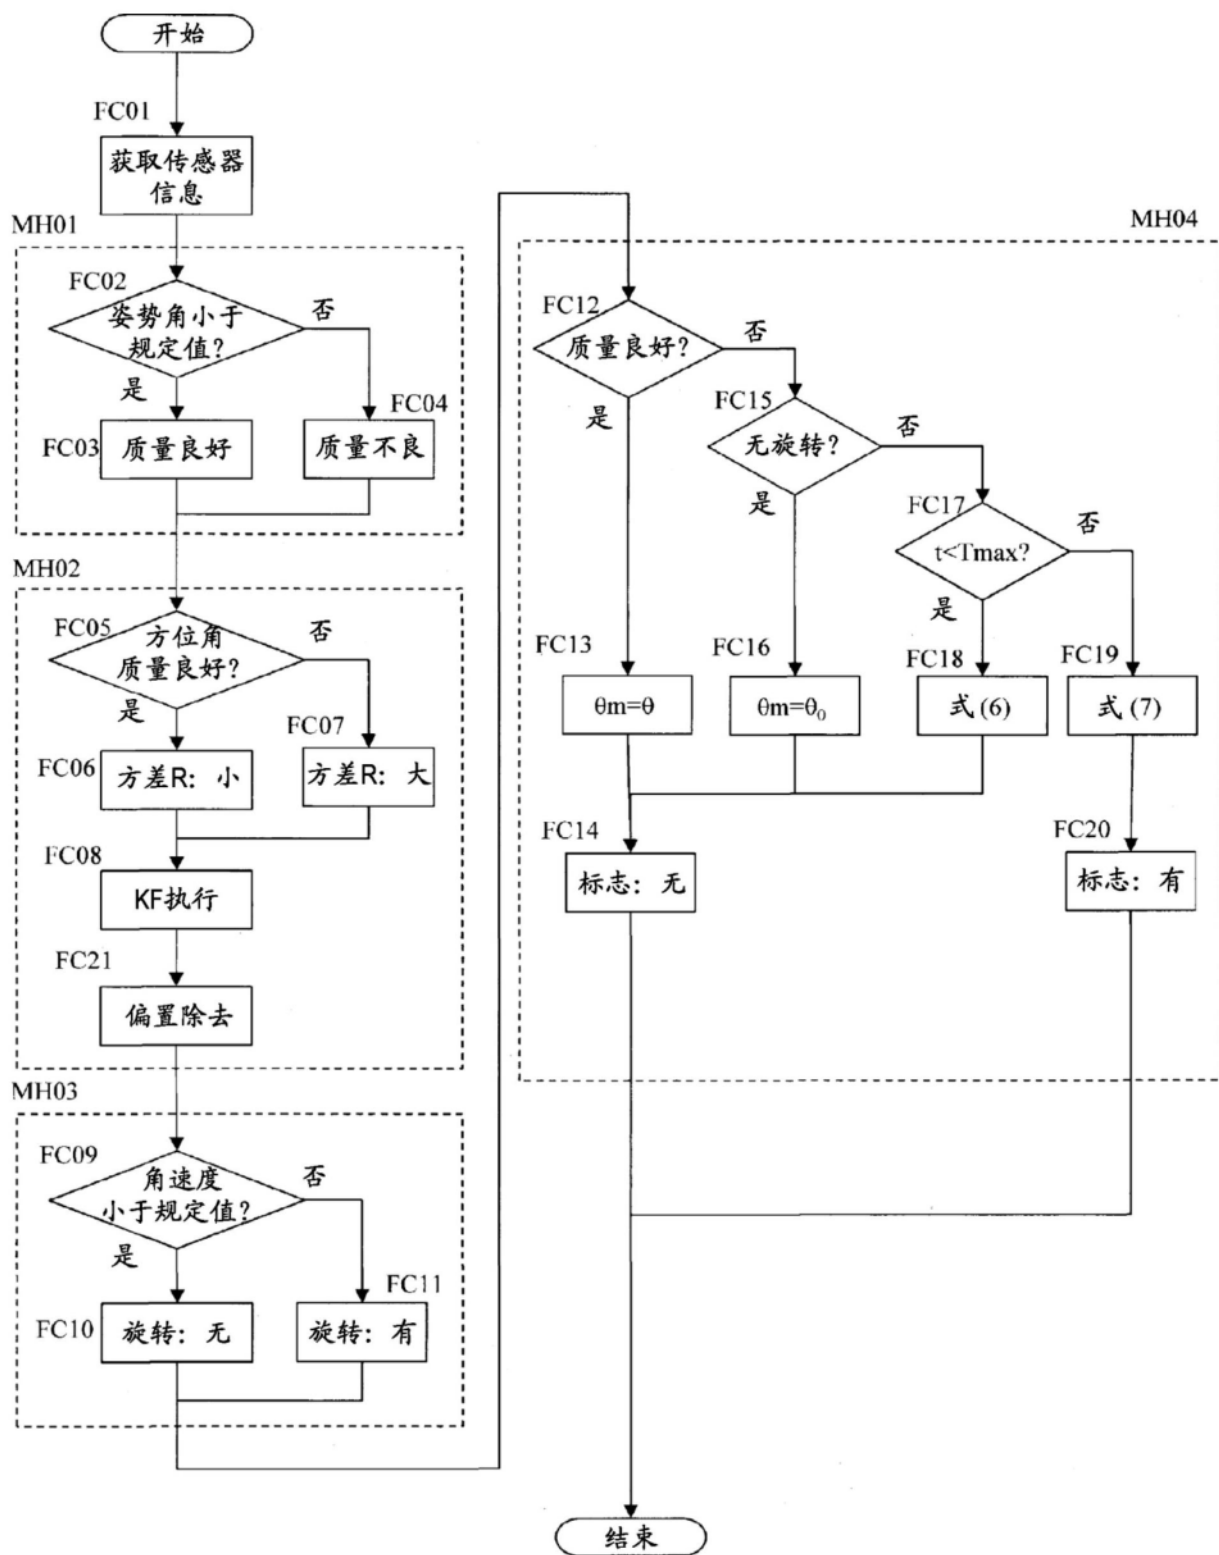 开始
FC01
获取传感器
信息
MH01
FC02
姿势角小于
规定值?
否
是
FC03
质量良好
FC04
质量不良
MH02
FC05
方位角
质量良好?
否
是
FC06
方差R: 小
FC07
方差R: 大
FC08
KF执行
FC21
偏置除去
MH03
FC09
角速度
小于规定值?
否
是
FC10
旋转: 无
FC11
旋转: 有
MH04
FC12
质量良好?
否
是
FC15
无旋转?
否
是
FC17
t<Tmax?
否
是
FC13
θm=θ
FC16
θm=θ₀
FC18
式(6)
FC19
式(7)
FC14
标志: 无
FC20
标志: 有
结束